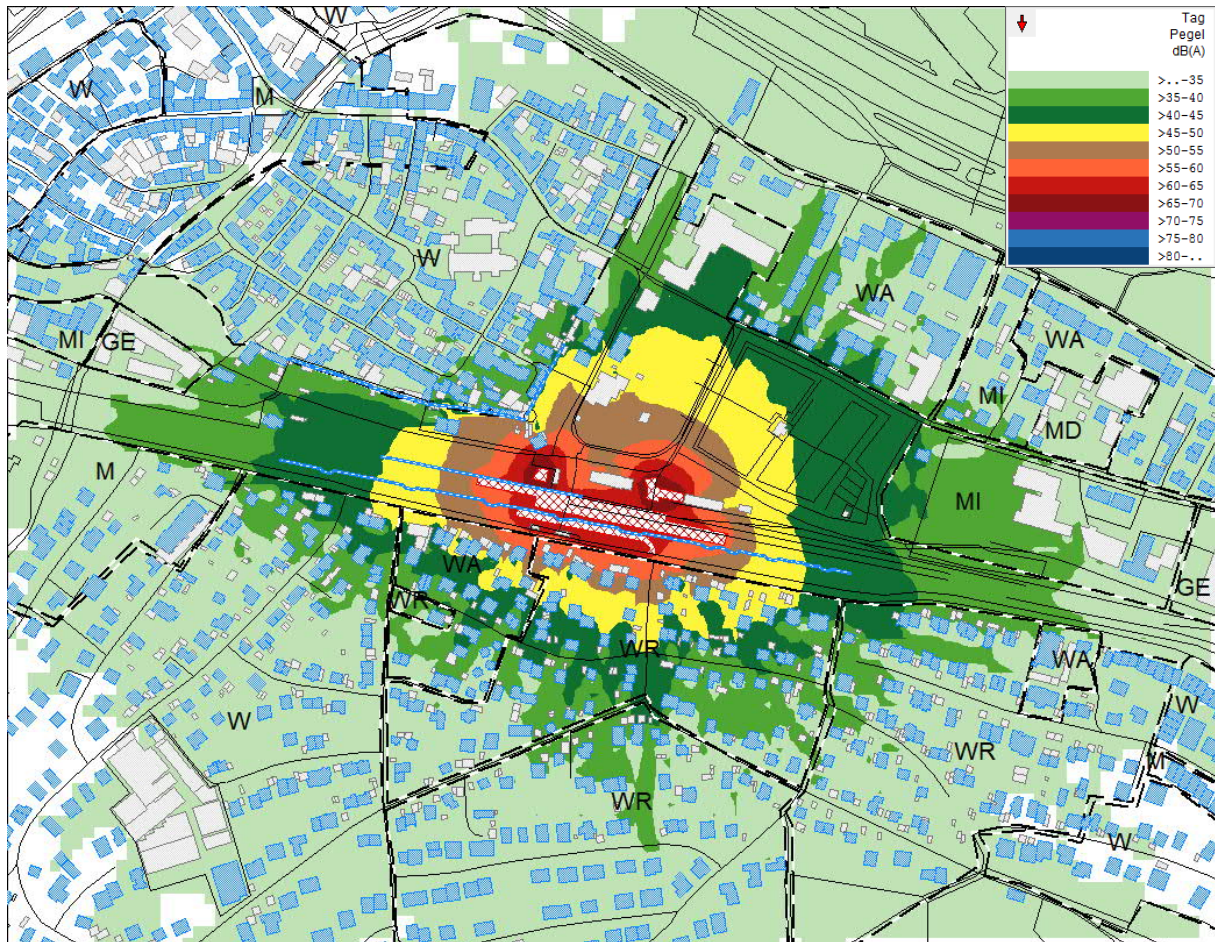 Tag
Pegel
dB(A)
>..-35
>35-40
>40-45
>45-50
>50-55
>55-60
>60-65
>65-70
>70-75
>75-80
>80-..
W
W
M
W
WA
WA
MI
GE
MI
MD
M
MI
WA
WR
GE
WR
WA
W
W
WR
M
WR
W